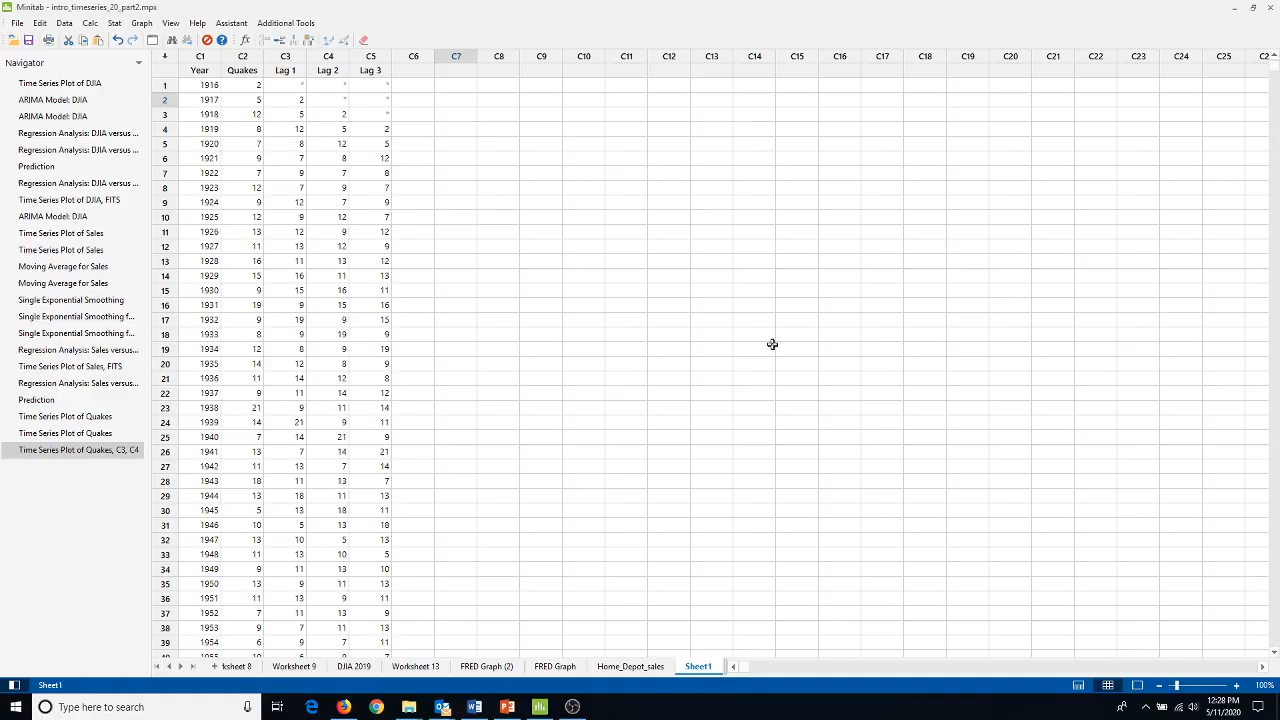 Minitab - intro_timeseries_20_part2.mpx
File Edit Data Calc Stat Graph View Help Assistant Additional Tools
Navigator
Time Series Plot of DJIA
ARIMA Model: DJIA
ARIMA Model: DJIA
Regression Analysis: DJIA versus ...
Regression Analysis: DJIA versus ...
Prediction
Regression Analysis: DJIA versus ...
Time Series Plot of DJIA, FITS
ARIMA Model: DJIA
Time Series Plot of Sales
Time Series Plot of Sales
Moving Average for Sales
Moving Average for Sales
Single Exponential Smoothing
Single Exponential Smoothing f...
Single Exponential Smoothing f...
Regression Analysis: Sales versus...
Time Series Plot of Sales, FITS
Regression Analysis: Sales versus...
Prediction
Time Series Plot of Quakes
Time Series Plot of Quakes
Time Series Plot of Quakes, C3, C4
C1 C2 C3 C4 C5 C6 C7 C8 C9 C10 C11 C12 C13 C14 C15 C16 C17 C18 C19 C20 C21 C22 C23 C24 C25
Year Quakes Lag 1 Lag 2 Lag 3
1 1916 2 * * *
2 1917 5 2 * *
3 1918 12 5 2 *
4 1919 8 12 5 2
5 1920 7 8 12 5
6 1921 9 7 8 12
7 1922 7 9 7 8
8 1923 12 7 9 7
9 1924 9 12 7 9
10 1925 12 9 12 7
11 1926 13 12 9 12
12 1927 11 13 12 9
13 1928 16 11 13 12
14 1929 15 16 11 13
15 1930 9 15 16 11
16 1931 19 9 15 16
17 1932 9 19 9 15
18 1933 8 9 19 9
19 1934 12 8 9 19
20 1935 14 12 8 9
21 1936 11 14 12 8
22 1937 9 11 14 12
23 1938 21 9 11 14
24 1939 14 21 9 11
25 1940 7 14 21 9
26 1941 13 7 14 21
27 1942 11 13 7 14
28 1943 18 11 13 7
29 1944 13 18 11 13
30 1945 5 13 18 11
31 1946 10 5 13 18
32 1947 13 10 5 13
33 1948 11 13 10 5
34 1949 9 11 13 10
35 1950 13 9 11 13
36 1951 11 13 9 11
37 1952 7 11 13 9
38 1953 9 7 11 13
39 1954 6 9 7 11
ksheet 8 Worksheet 9 DJIA 2019 Worksheet 13 FRED Graph (2) FRED Graph Home_Depot_sales Sheet1
Sheet1 100%
Type here to search
12:28 PM
5/11/2020